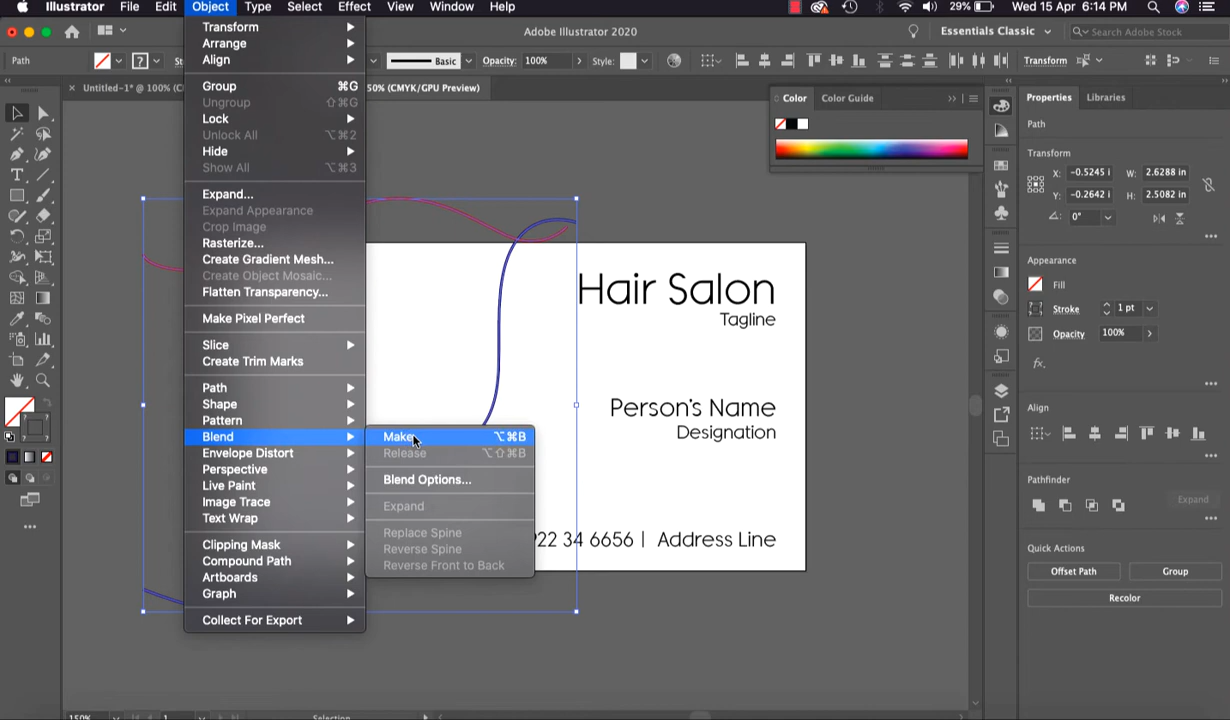 Illustrator File Edit Object Type Select Effect View Window Help 29% Wed 15 Apr 6:14 PM
Adobe Illustrator 2020 Essentials Classic Search Adobe Stock
Path Basic Opacity: 100% Style: Transform
Untitled-1* @ 100% 50% (CMYK/GPU Preview)
Transform
Arrange
Align
Group ⌘G
Ungroup ⇧⌘G
Lock
Unlock All ⌥⌘2
Hide
Show All ⌥⌘3
Expand...
Expand Appearance
Crop Image
Rasterize...
Create Gradient Mesh...
Create Object Mosaic...
Flatten Transparency...
Make Pixel Perfect
Slice
Create Trim Marks
Path
Shape
Pattern
Blend
Envelope Distort
Perspective
Live Paint
Image Trace
Text Wrap
Clipping Mask
Compound Path
Artboards
Graph
Collect For Export
Make ⌥⌘B
Release ⌥⇧⌘B
Blend Options...
Expand
Replace Spine
Reverse Spine
Reverse Front to Back
Hair Salon
Tagline
Person's Name
Designation
922 34 6656 | Address Line
Color Color Guide
Properties Libraries
Path
Transform
X: -0.5245 i W: 2.6288 in
Y: -0.2642 i H: 2.5082 in
0°
Appearance
Fill
Stroke 1 pt
Opacity 100%
fx.
Align
Pathfinder
Expand
Quick Actions
Offset Path Group
Recolor
150% 1 Selection